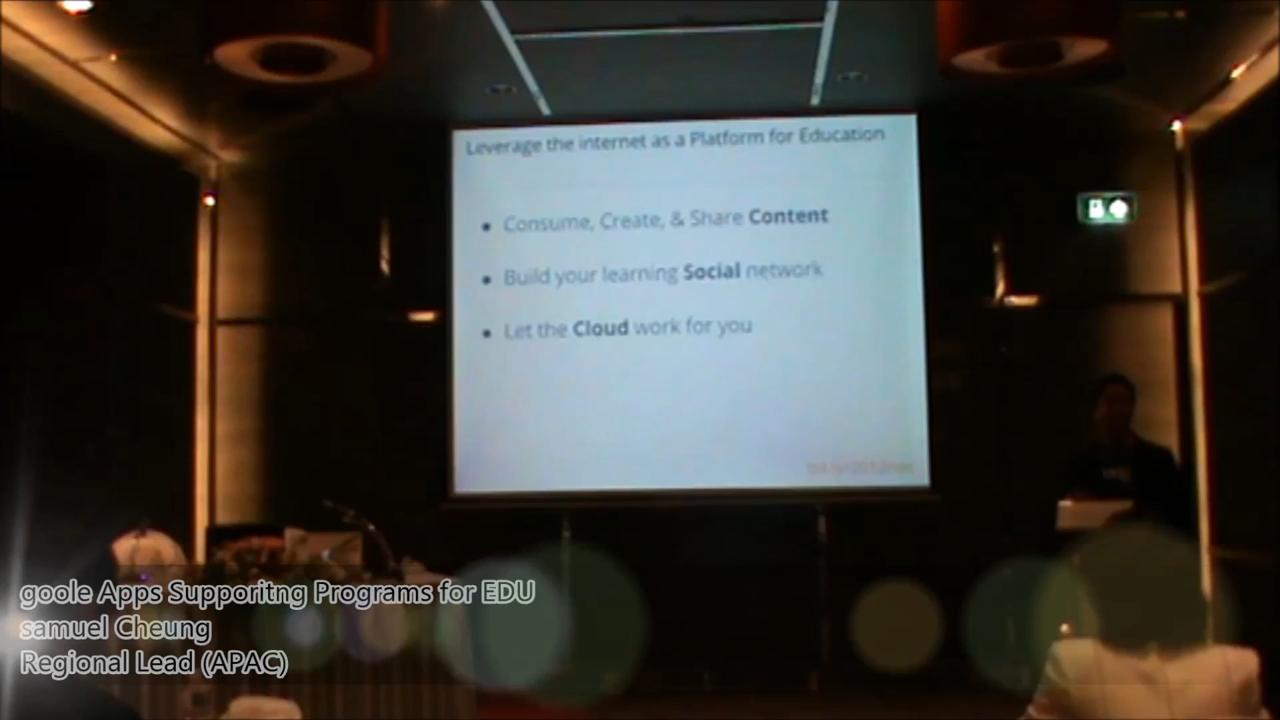 Leverage the internet as a Platform for Education
Consume, Create, & Share Content
Build your learning Social network
Let the Cloud work for you
goole Apps Supporitng Programs for EDU
samuel Cheung
Regional Lead (APAC)